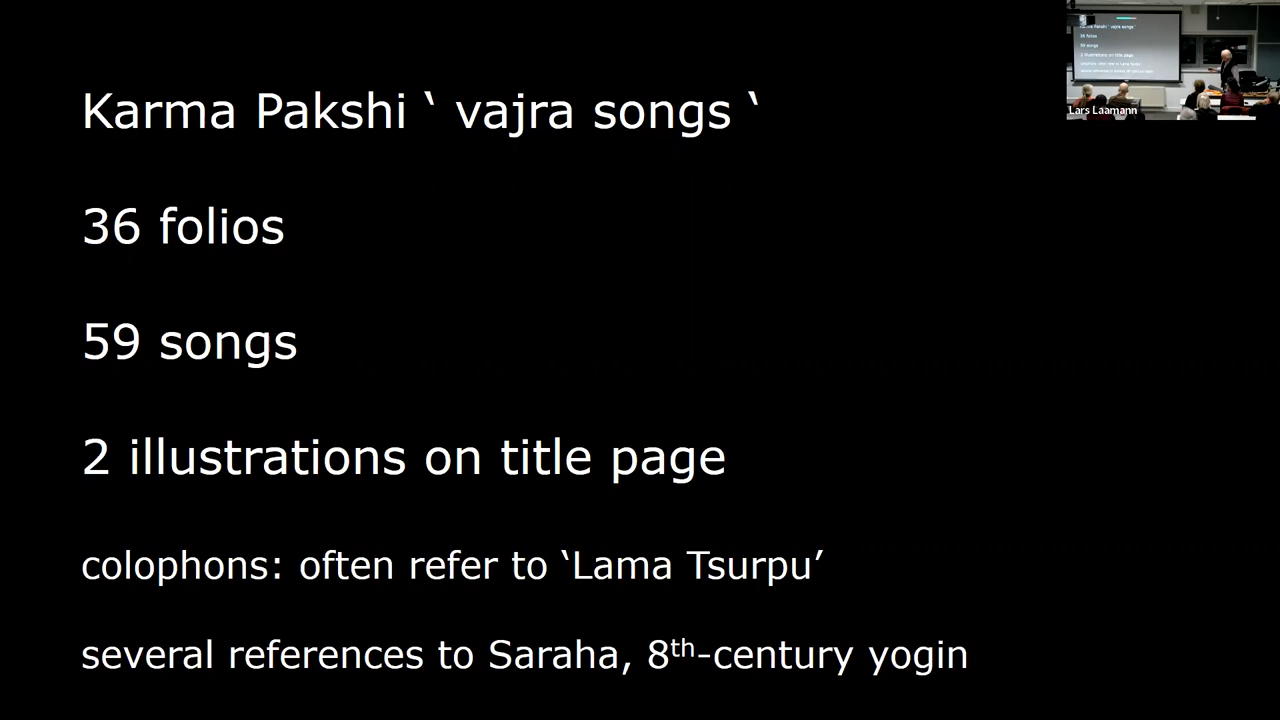 Karma Pakshi ‵ vajra songs ‵
36 folios
59 songs
2 illustrations on title page
colophons: often refer to ‘Lama Tsurpu’
several references to Saraha, 8th-century yogin
Lars Laamann